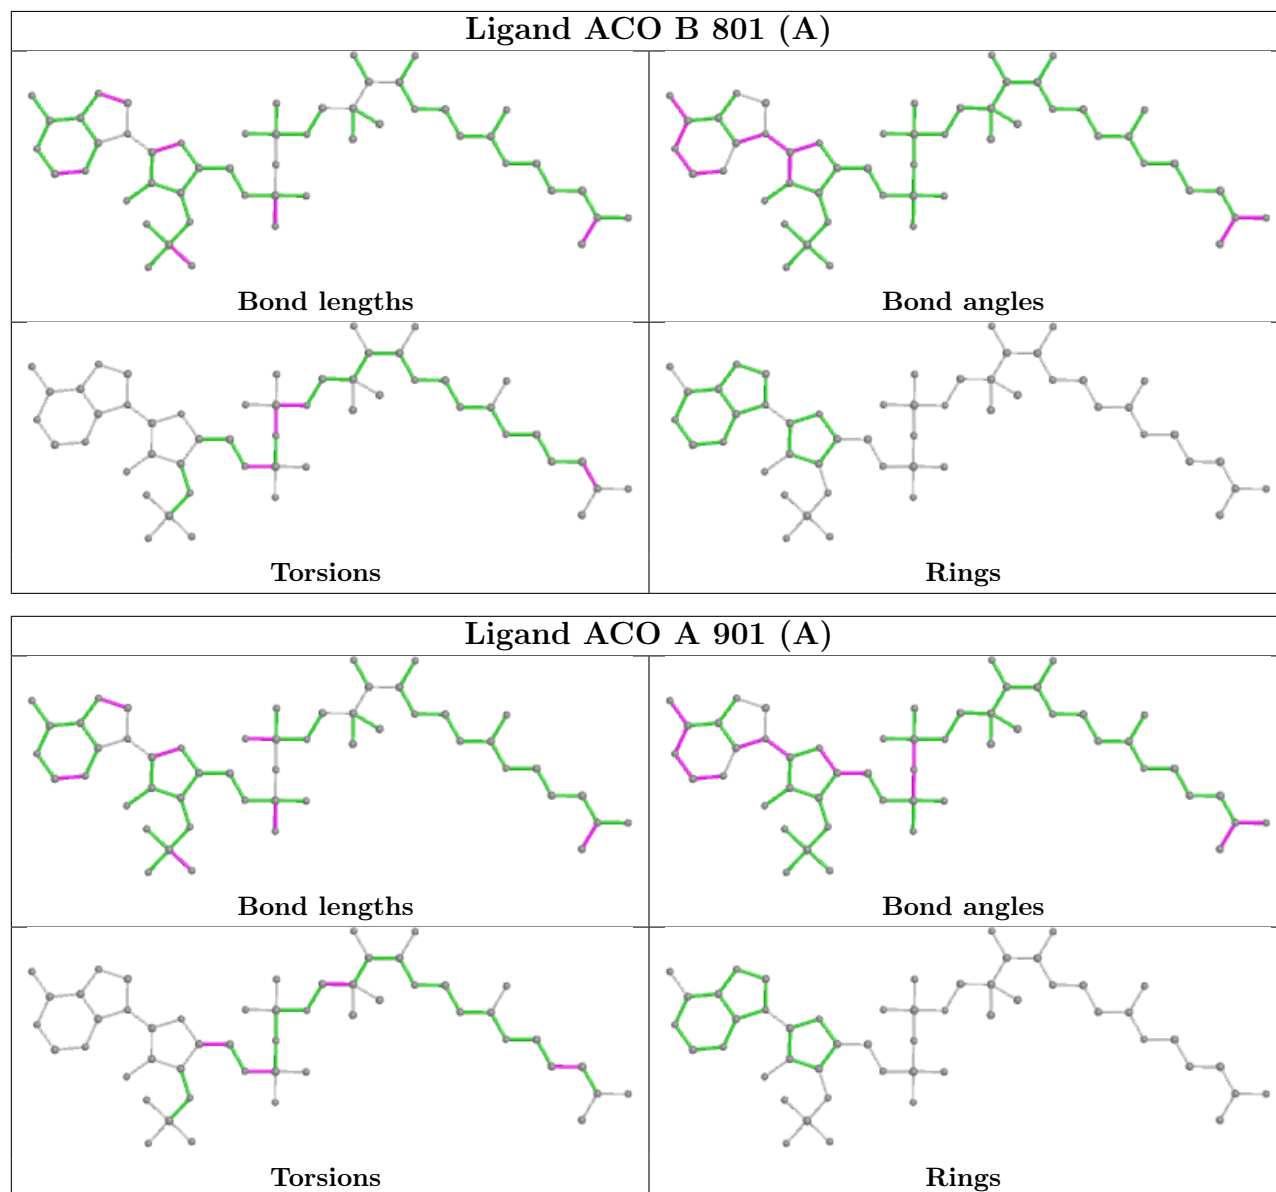 Ligand ACO B 801 (A)
Bond lengths
Bond angles
Torsions
Rings
Ligand ACO A 901 (A)
Bond lengths
Bond angles
Torsions
Rings